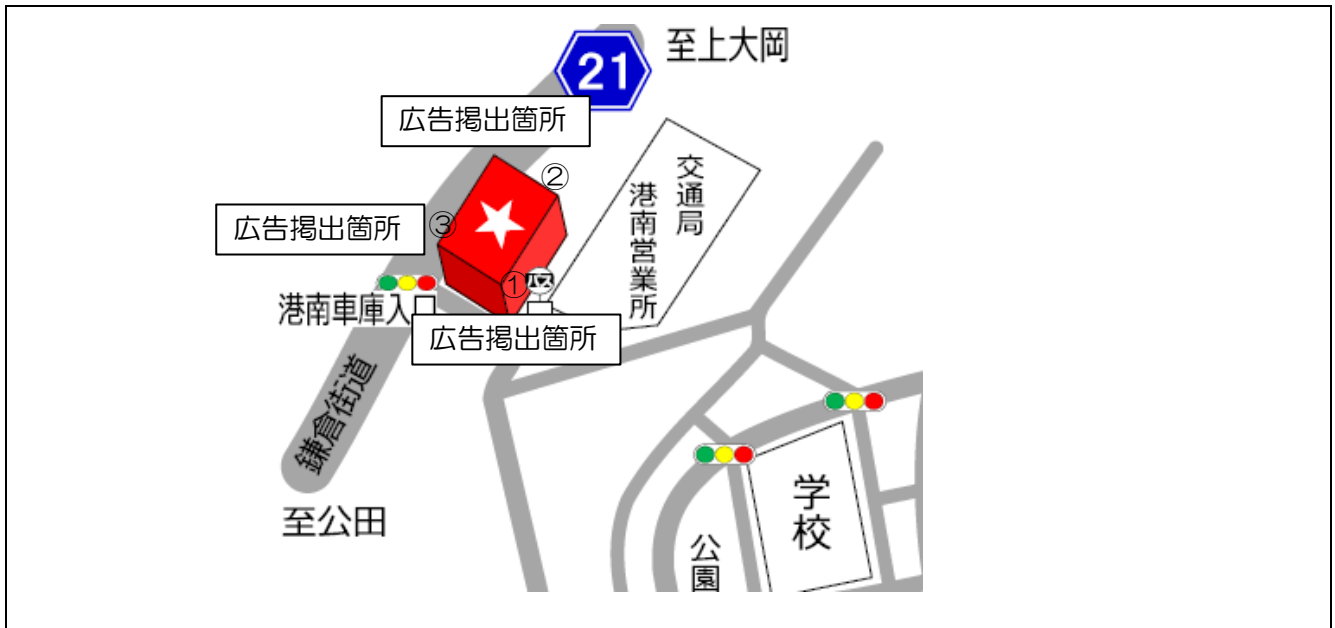 21
至上大岡
広告掲出箇所
②
交通局
港南営業所
広告掲出箇所
③
①
港南車庫入口
広告掲出箇所
鎌倉街道
至公田
学校
公園